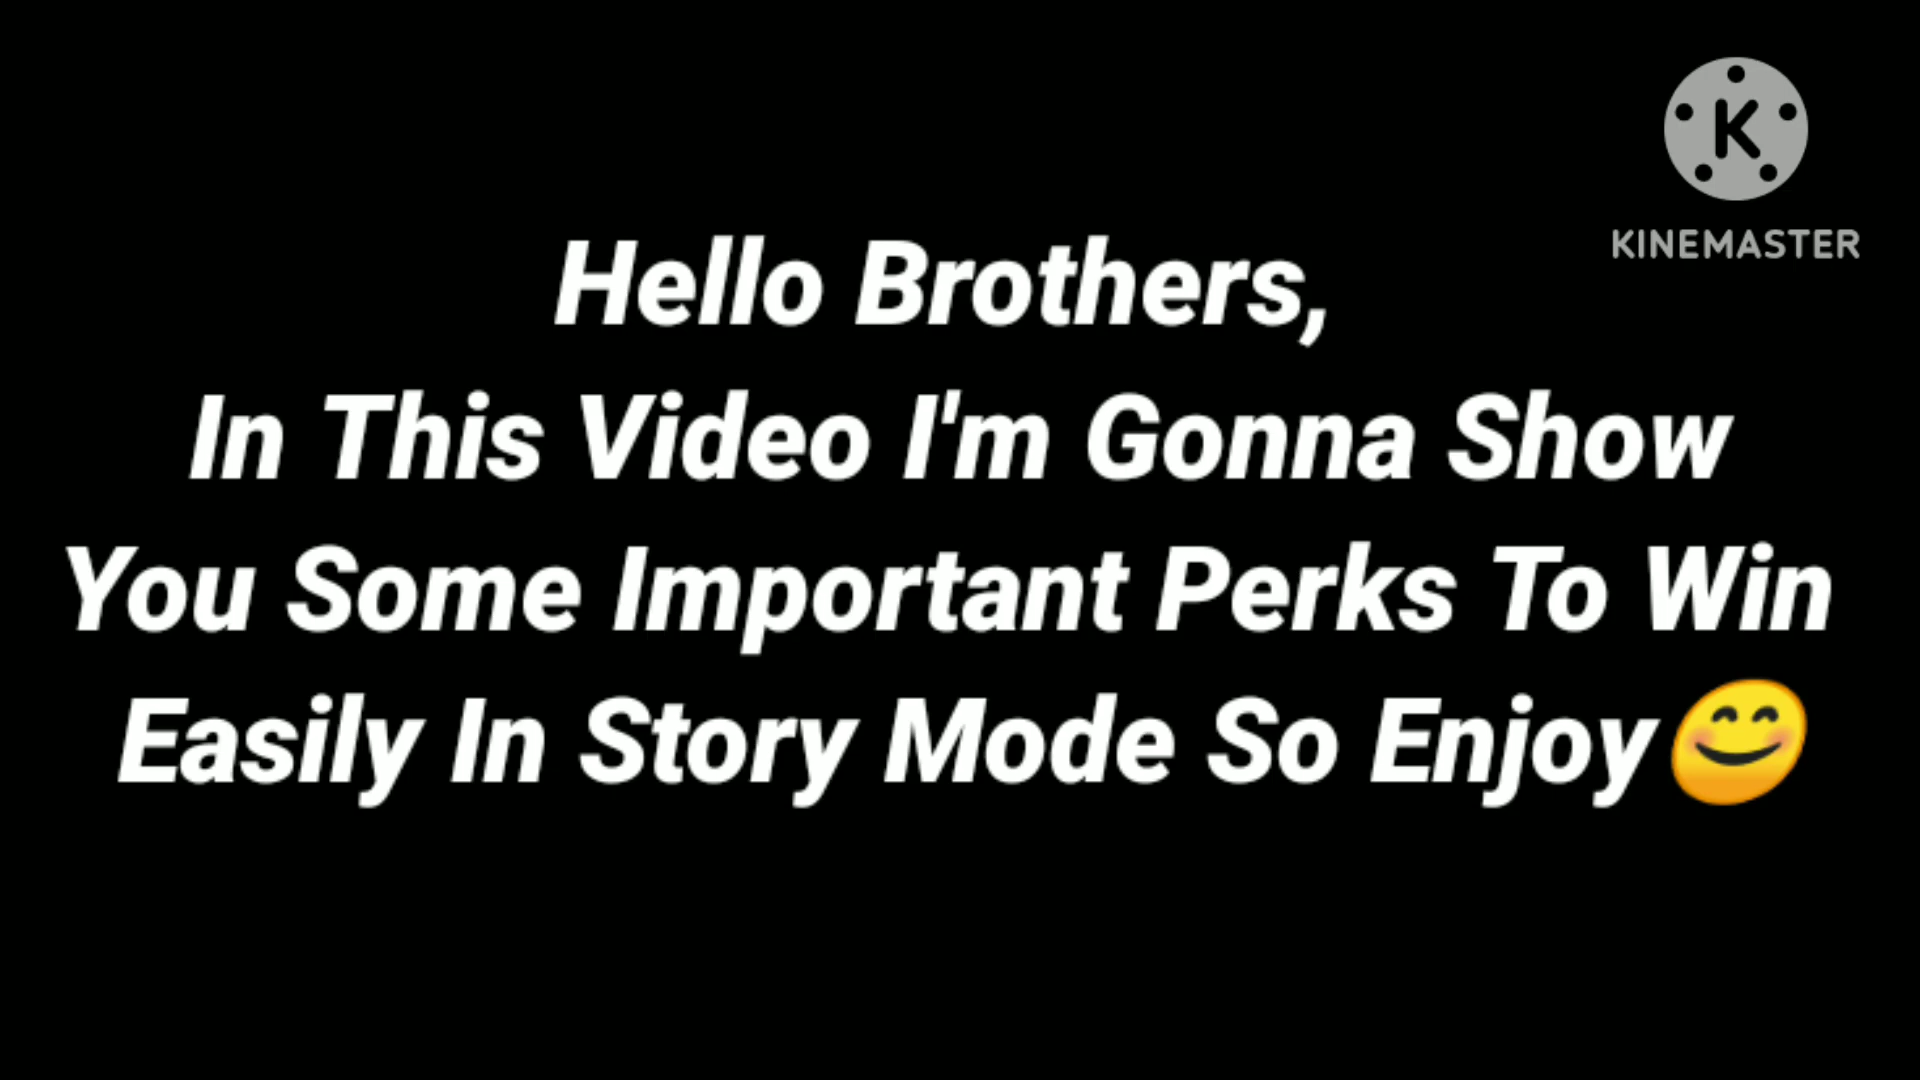 K
KINEMASTER
Hello Brothers,
In This Video I'm Gonna Show
You Some Important Perks To Win
Easily In Story Mode So Enjoy😊